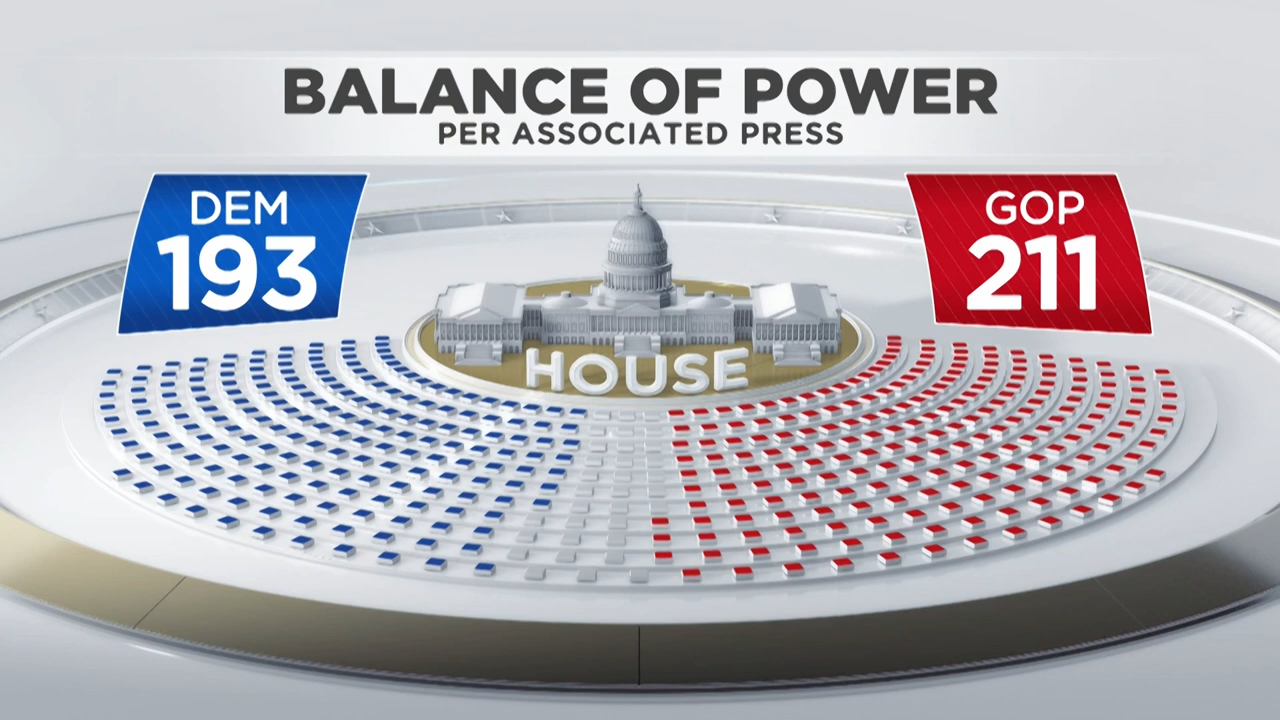 BALANCE OF POWER
PER ASSOCIATED PRESS
DEM
193
GOP
211
HOUSE